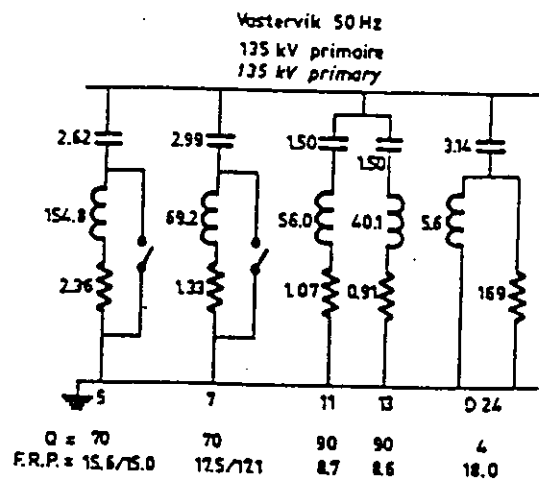 Vastervik 50 Hz
135 kV primaire
135 kV primary
2.62 2.99 1.50 1.50 3.14
154.8 69.2 56.0 40.1 5.6
2.36 1.33 1.07 0.91 169
5 7 11 13 D 24
Q = 70 70 90 90 4
F.R.P. = 15.6/15.0 12.5/12.1 8.7 8.6 18.0